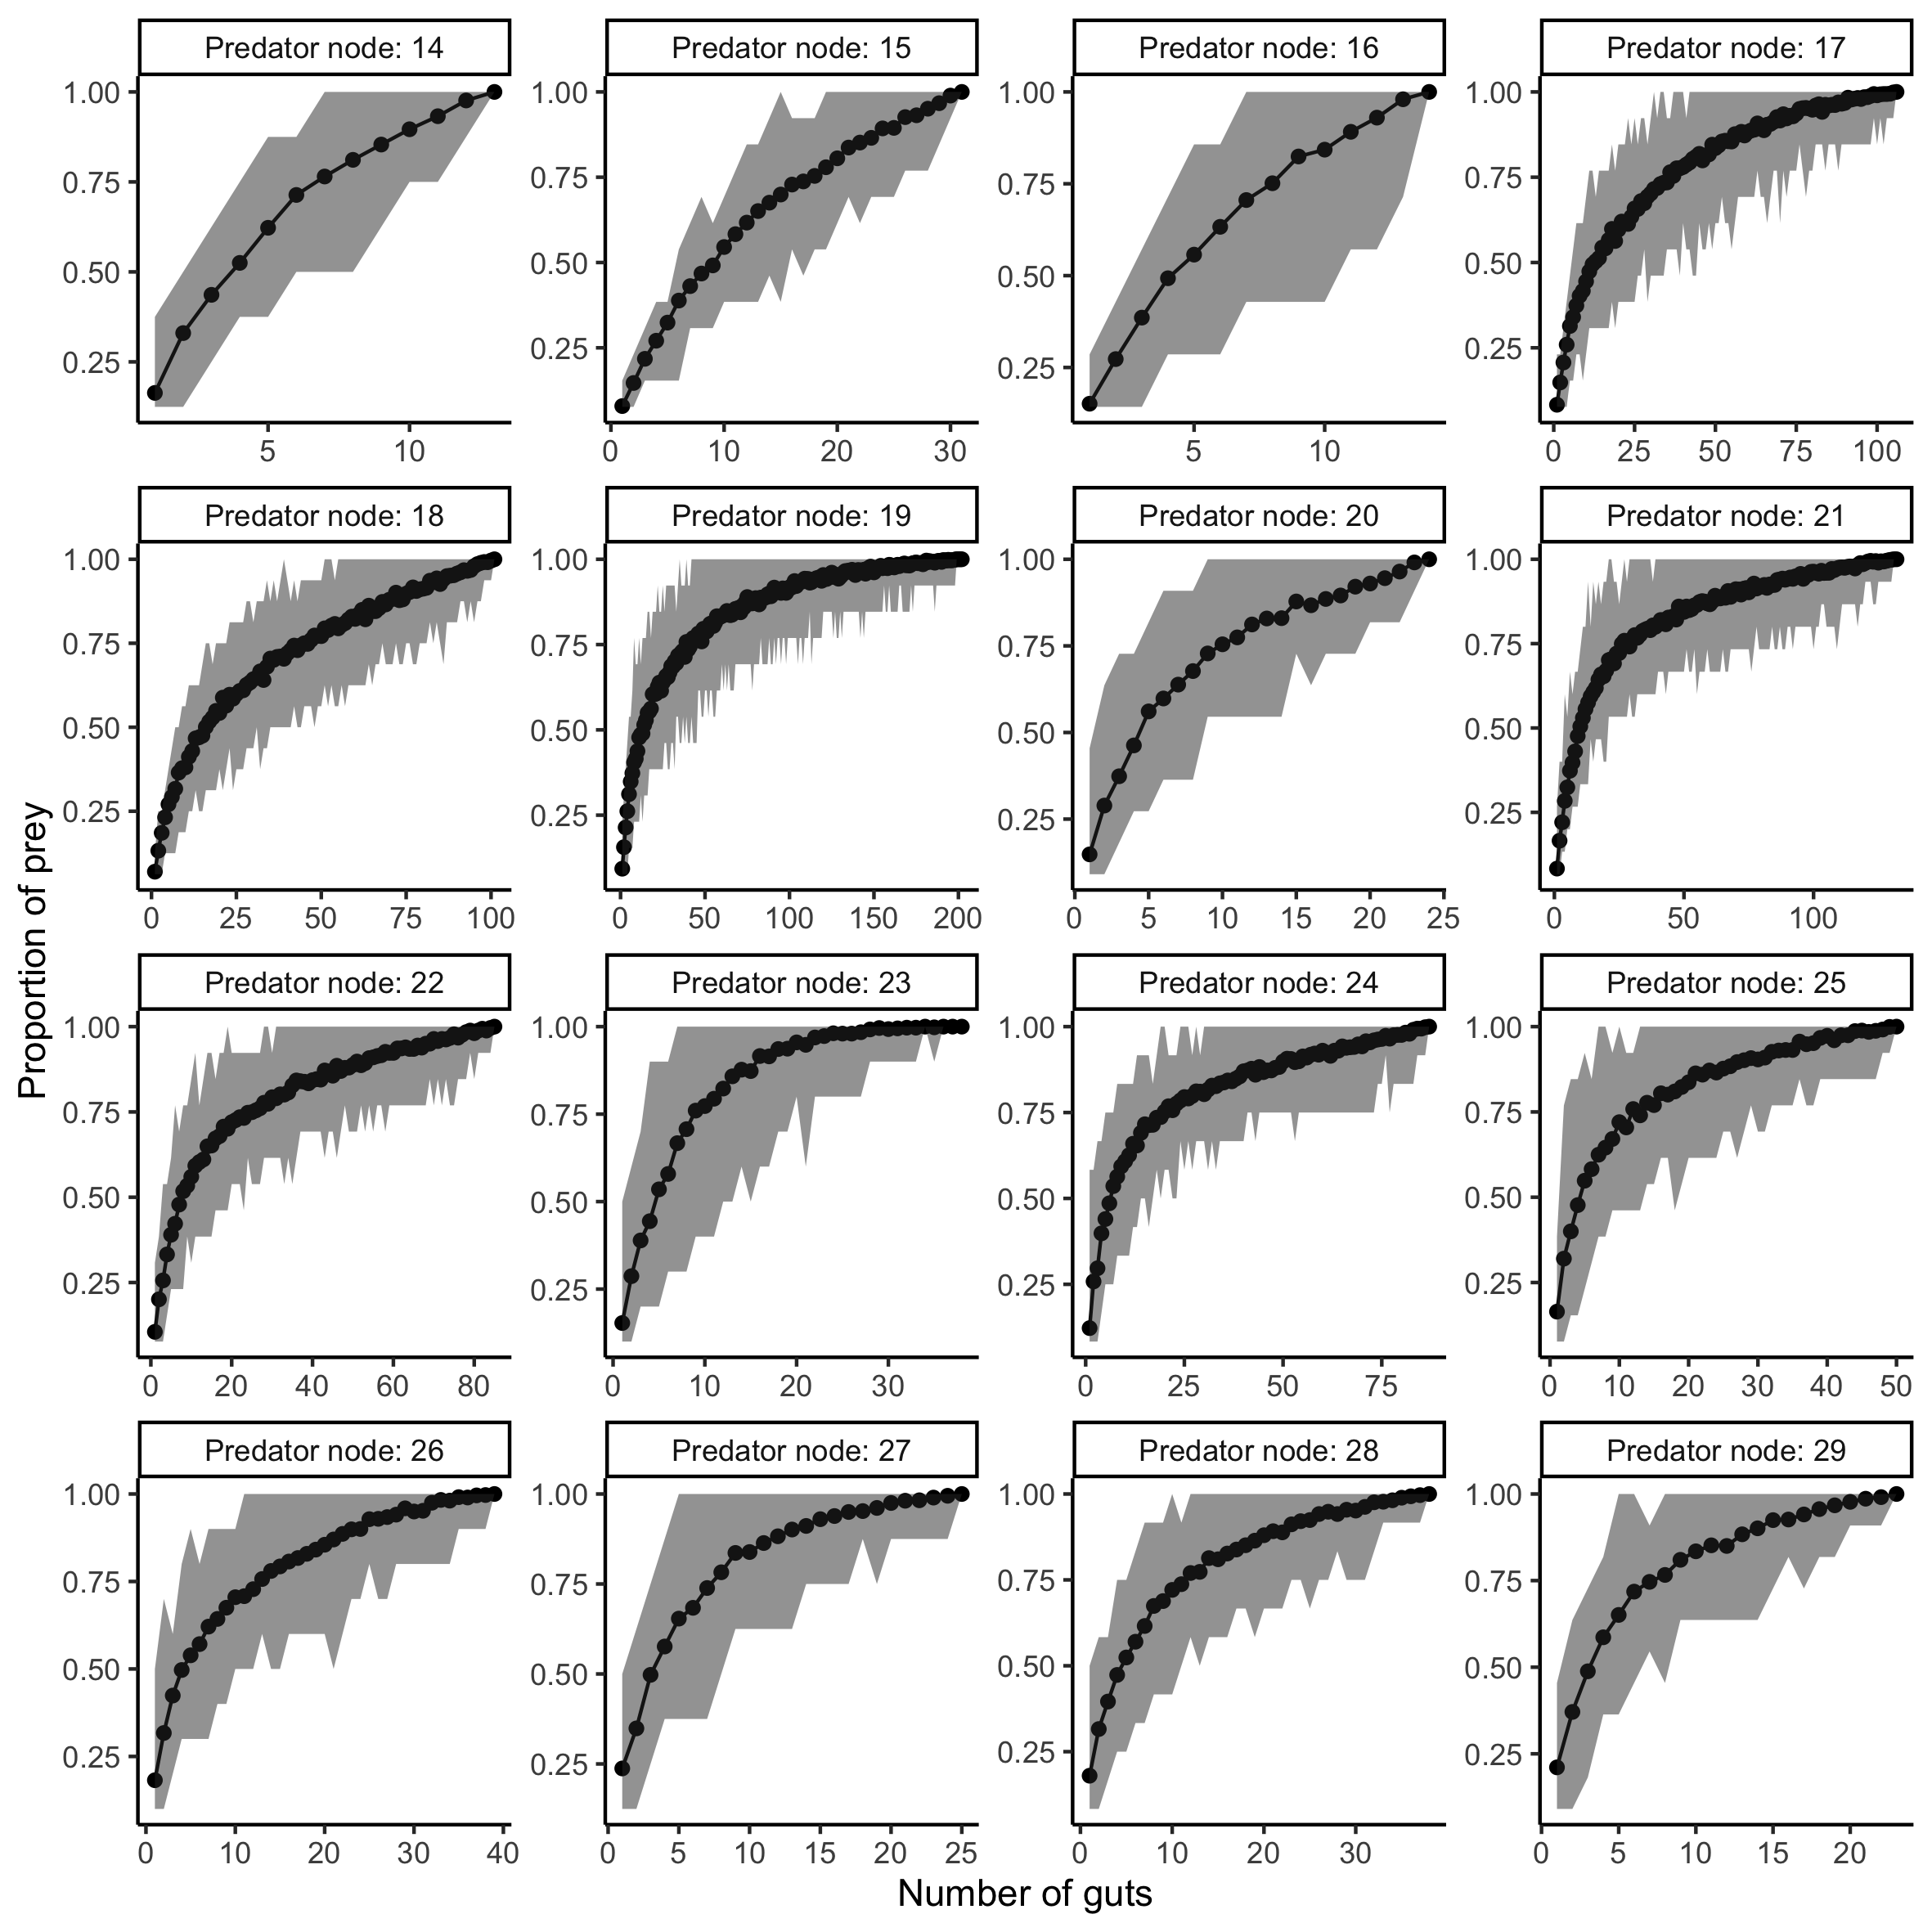 Predator node: 14
Predator node: 15
Predator node: 16
Predator node: 17
1.00
0.75
0.50
0.25
5 10
1.00
0.75
0.50
0.25
0 10 20 30
1.00
0.75
0.50
0.25
5 10
1.00
0.75
0.50
0.25
0 25 50 75 100
Predator node: 18
Predator node: 19
Predator node: 20
Predator node: 21
1.00
0.75
0.50
0.25
0 25 50 75 100
1.00
0.75
0.50
0.25
0 50 100 150 200
1.00
0.75
0.50
0.25
0 5 10 15 20 25
1.00
0.75
0.50
0.25
0 50 100
Proportion of prey
Predator node: 22
Predator node: 23
Predator node: 24
Predator node: 25
1.00
0.75
0.50
0.25
0 20 40 60 80
1.00
0.75
0.50
0.25
0 10 20 30
1.00
0.75
0.50
0.25
0 25 50 75
1.00
0.75
0.50
0.25
0 10 20 30 40 50
Predator node: 26
Predator node: 27
Predator node: 28
Predator node: 29
1.00
0.75
0.50
0.25
0 10 20 30 40
1.00
0.75
0.50
0.25
0 5 10 15 20 25
1.00
0.75
0.50
0.25
0 10 20 30
1.00
0.75
0.50
0.25
0 5 10 15 20
Number of guts